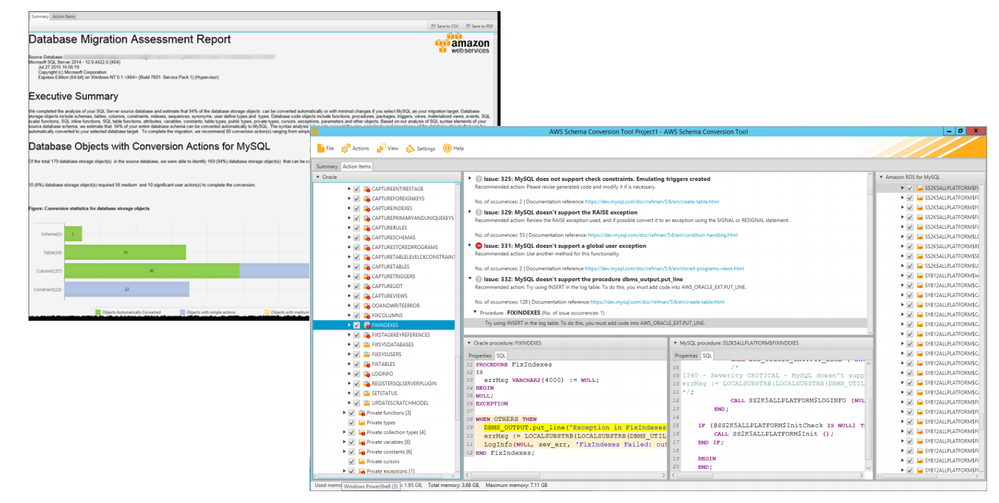 Summary Action Items
Save to CSV Save to PDF
Database Migration Assessment Report
amazon
webservices
Source Database
Microsoft SQL Server 2014 - 12.0.4422.0 (X64)
Jul 27 2015 16:56:19
Copyright (c) Microsoft Corporation
Express Edition (64-bit) on Windows NT 6.1 <X64> (Build 7601: Service Pack 1) (Hypervisor)
Executive Summary
We completed the analysis of your SQL Server source database and estimate that 94% of the database storage objects can be converted automatically or with minimal changes if you select MySQL as your migration target. Database
storage objects include schemas, tables, columns, constraints, indexes, sequences, synonyms, user define types and types. Database code objects include functions, procedures, packages, triggers, views, materialized views, events, SQL
scalar functions, SQL inline functions, SQL table functions, attributes, variables, constants, table types, public types, private types, cursors, exceptions, parameters and other objects. Based on our analysis of SQL syntax elements of your
source database schema, we estimate that 94% of your entire database schema can be converted automatically to MySQL. The syntax analysis
automatically converted to your selected database target. To complete the migration, we recommend 80 conversion action(s) ranging from simpl
Database Objects with Conversion Actions for MySQL
Of the total 179 database storage object(s) in the source database, we were able to identify 169 (94%) database storage object(s) that can be co
10 (6%) database storage object(s) required 58 medium and 10 significant user action(s) to complete the conversion.
Figure: Conversion statistics for database storage objects
Schema(1) 1
Table(19) 19
Column(137) 90
Constraint(22) 22
Objects Automatically Converted Objects with simple actions Objects with medium
AWS Schema Conversion Tool Project1 - AWS Schema Conversion Tool
File Actions View Settings Help
Summary Action Items
Oracle
CAPTUREENTIRESTAGE
CAPTUREFOREIGNKEYS
CAPTUREINDEXES
CAPTUREPRIMARYANDUNIQUEKEYS
CAPTURERULES
CAPTURESCHEMAS
CAPTURESTOREDPROGRAMS
CAPTURETABLELEVELCKCONSTRAINT
CAPTURETABLES
CAPTURETRIGGERS
CAPTUREUDT
CAPTUREVIEWS
DOANDWRITEERROR
FIXCOLUMNS
FIXINDEXES
FIXSTAGEKEYREFERENCES
FIXSYSDATABASES
FIXSYSUSERS
FIXTABLES
LOGINFO
REGISTERSQLSERVERPLUGIN
SETSTATUS
UPDATESCRATCHMODEL
Private functions [3]
Private types
Private collection types [4]
Private variables [8]
Private constants [6]
Private cursors
Private exceptions [1]
Issue: 325: MySQL does not support check constraints. Emulating triggers created
Recommended action: Please revise generated code and modify it if is necessary.
No. of occurrences: 2 | Documentation reference: https://dev.mysql.com/doc/refman/5.6/en/create-table.html
Issue: 329: MySQL doesn't support the RAISE exception
Recommended action: Review the RAISE exception used, and if possible convert it to an exception using the SIGNAL or RESIGNAL statement.
No. of occurrences: 53 | Documentation reference: https://dev.mysql.com/doc/refman/5.6/en/condition-handling.html
Issue: 331: MySQL doesn't support a global user exception
Recommended action: Use another method for this functionality.
No. of occurrences: 2 | Documentation reference: https://dev.mysql.com/doc/refman/5.6/en/stored-programs-views.html
Issue: 332: MySQL doesn't support the procedure dbms_output.put_line
Recommended action: Try using INSERT in the log table. To do this, you must add code into AWS_ORACLE_EXT.PUT_LINE.
No. of occurrences: 128 | Documentation reference: https://dev.mysql.com/doc/refman/5.6/en/create-table.html
Procedure: FIXINDEXES (No. of issue occurrences: 1)
Try using INSERT in the log table. To do this, you must add code into AWS_ORACLE_EXT.PUT_LINE.
Oracle procedure: FIXINDEXES
Properties SQL
01 PROCEDURE FixIndexes
02 IS
03 errMsg VARCHAR2(4000) := NULL;
04 BEGIN
05 NULL;
06 EXCEPTION
07
08 WHEN OTHERS THEN
09 DBMS_OUTPUT.put_line('Exception in FixIndexes
10 errMsg := LOCALSUBSTRB(LOCALSUBSTRB(DBMS_UTIL
11 LogInfo(NULL, sev_err, 'FixIndexes Failed: out
12 END FixIndexes;
MySQL procedure: SS2K5ALLPLATFORM$FIXINDEXES
Properties SQL
08 /*
09 [340 - Severity CRITICAL - MySQL doesn't supp
10 errMsg := LOCALSUBSTRB(LOCALSUBSTRB(DBMS_UTIL
11 */;
12 CALL SS2K5ALLPLATFORM$LOGINFO (NUL
13 END;
14
15 IF (@SS2K5ALLPLATFORM$InitCheck IS NULL) T
16 CALL SS2K5ALLPLATFORM$Init ();
17 END IF;
18
19 BEGIN
20 END;
Amazon RDS for MySQL
SS2K5ALLPLATFORM$FI
SS2K5ALLPLATFORM$FI
SS2K5ALLPLATFORM$FI
SS2K5ALLPLATFORM$FI
SS2K5ALLPLATFORM$FI
SS2K5ALLPLATFORM$LO
SS2K5ALLPLATFORM$RE
SS2K5ALLPLATFORM$SE
SS2K5ALLPLATFORM$U
SYB12ALLPLATFORM$In
SYB12ALLPLATFORM$CA
SYB12ALLPLATFORM$CA
SYB12ALLPLATFORM$CA
SYB12ALLPLATFORM$CA
SYB12ALLPLATFORM$CA
SYB12ALLPLATFORM$CA
SYB12ALLPLATFORM$CA
SYB12ALLPLATFORM$CA
SYB12ALLPLATFORM$CA
SYB12ALLPLATFORM$CA
SYB12ALLPLATFORM$CA
SYB12ALLPLATFORM$CA
SYB12ALLPLATFORM$CA
SYB12ALLPLATFORM$FI
SYB12ALLPLATFORM$FI
SYB12ALLPLATFORM$FI
SYB12ALLPLATFORM$FI
SYB12ALLPLATFORM$FI
SYB12ALLPLATFORM$FI
SYB12ALLPLATFORM$FI
Used memo 1.95 GB, Total memory: 3.68 GB, Maximum memory: 7.11 GB
Windows PowerShell (3)